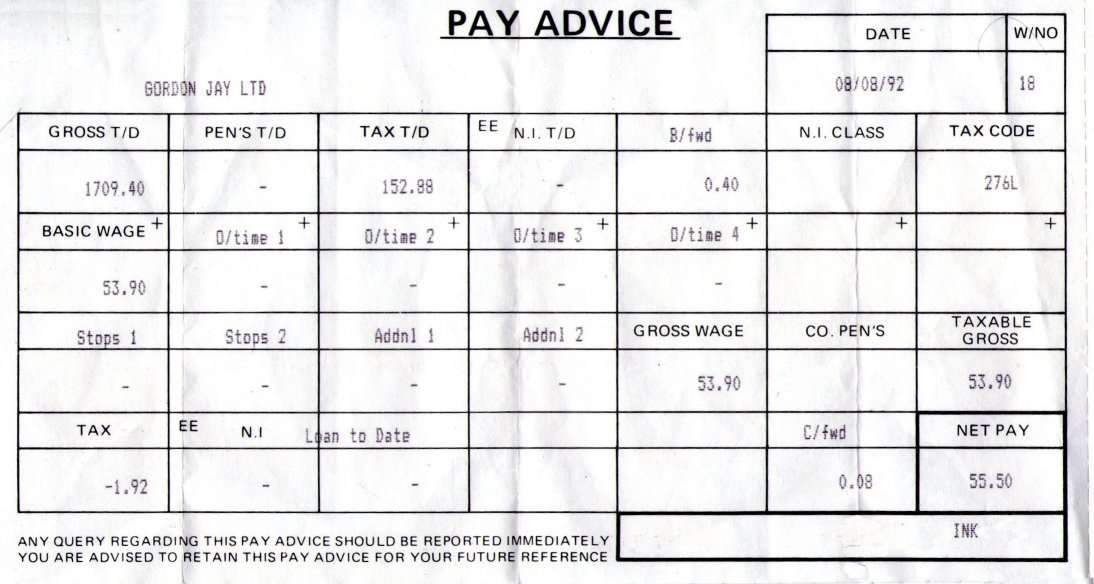 PAY ADVICE
DATE W/NO
GORDON JAY LTD 08/08/92 18
GROSS T/D PEN'S T/D TAX T/D EE N.I. T/D B/fwd N.I. CLASS TAX CODE
1709.40 - 152.88 - 0.40 276L
BASIC WAGE + O/time 1 + O/time 2 + O/time 3 + O/time 4 + + +
53.90 - - - -
Stops 1 Stops 2 Addnl 1 Addnl 2 GROSS WAGE CO. PEN'S TAXABLE GROSS
- - - - 53.90 53.90
TAX EE N.I Loan to Date C/fwd NET PAY
-1.92 - - 0.08 55.50
INK
ANY QUERY REGARDING THIS PAY ADVICE SHOULD BE REPORTED IMMEDIATELY
YOU ARE ADVISED TO RETAIN THIS PAY ADVICE FOR YOUR FUTURE REFERENCE